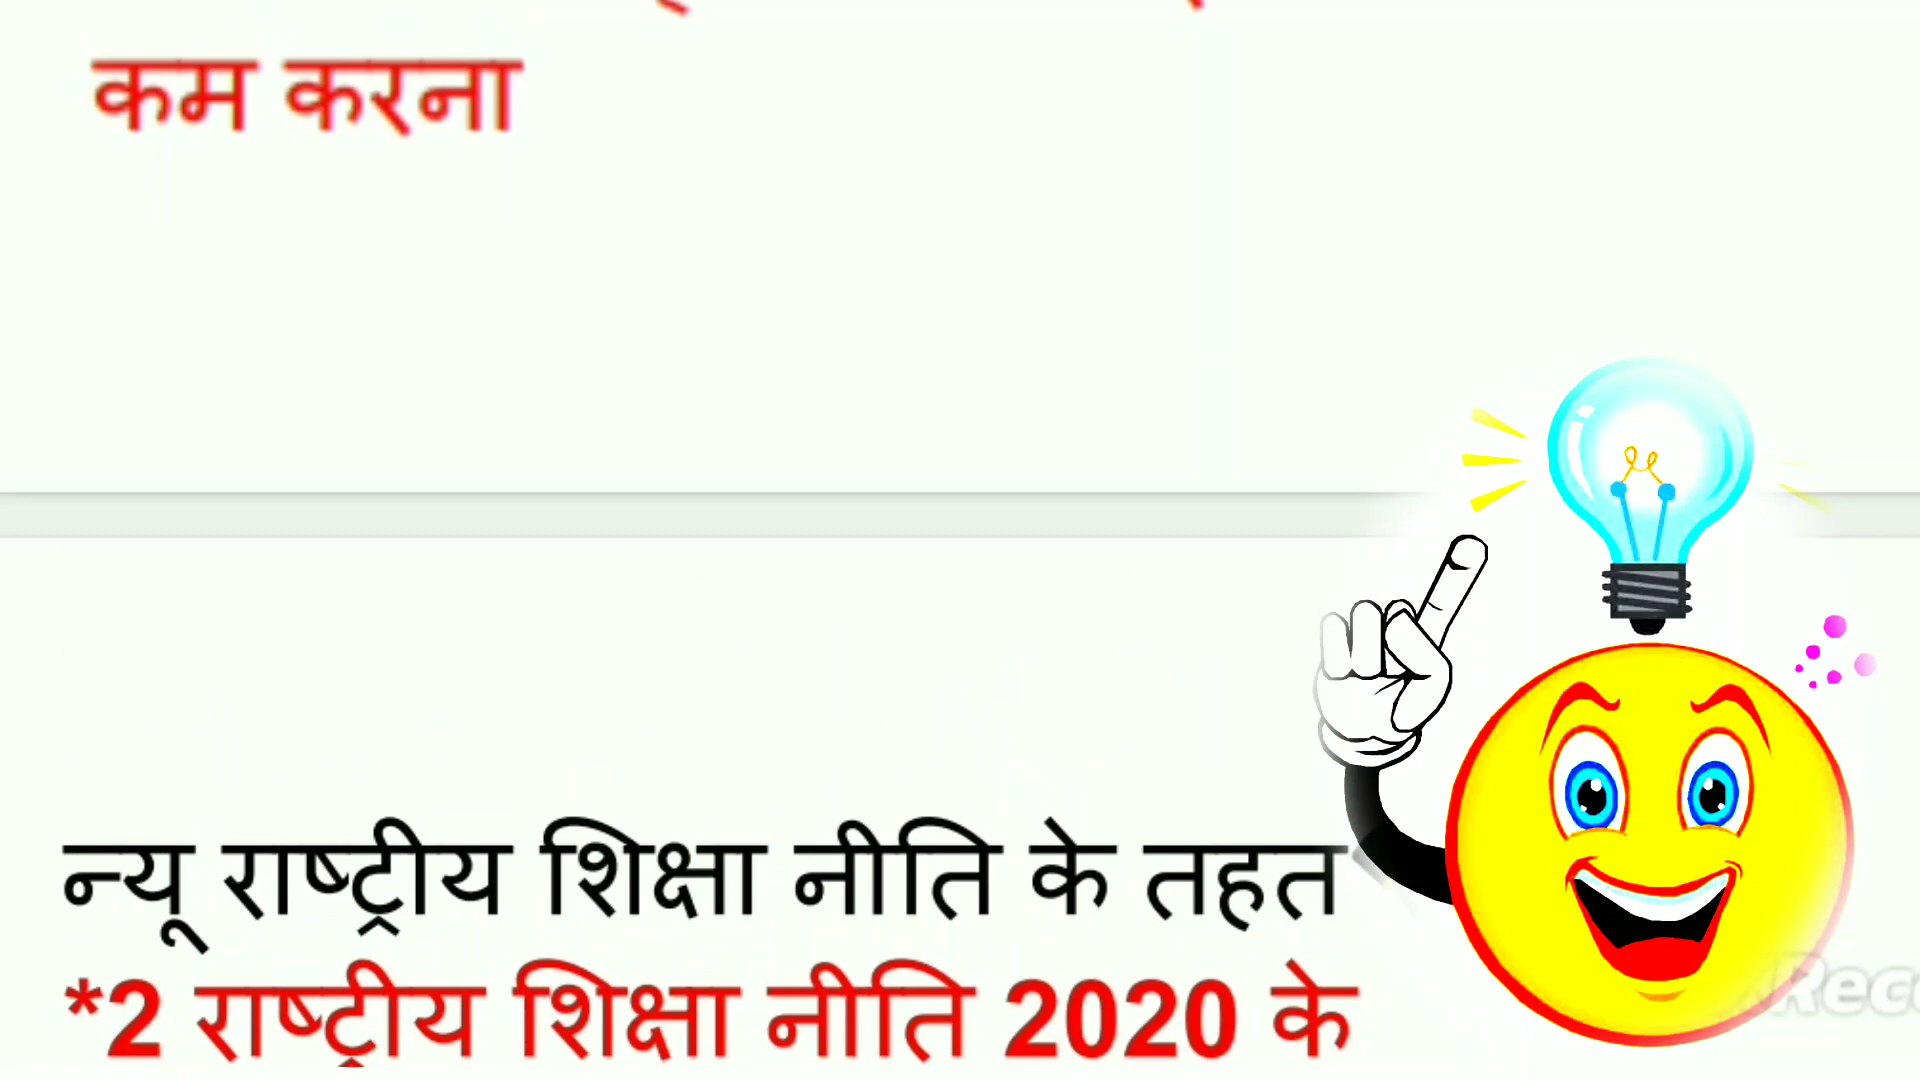 कम करना
न्यू राष्ट्रीय शिक्षा नीति के तहत
*2 राष्ट्रीय शिक्षा नीति 2020 के